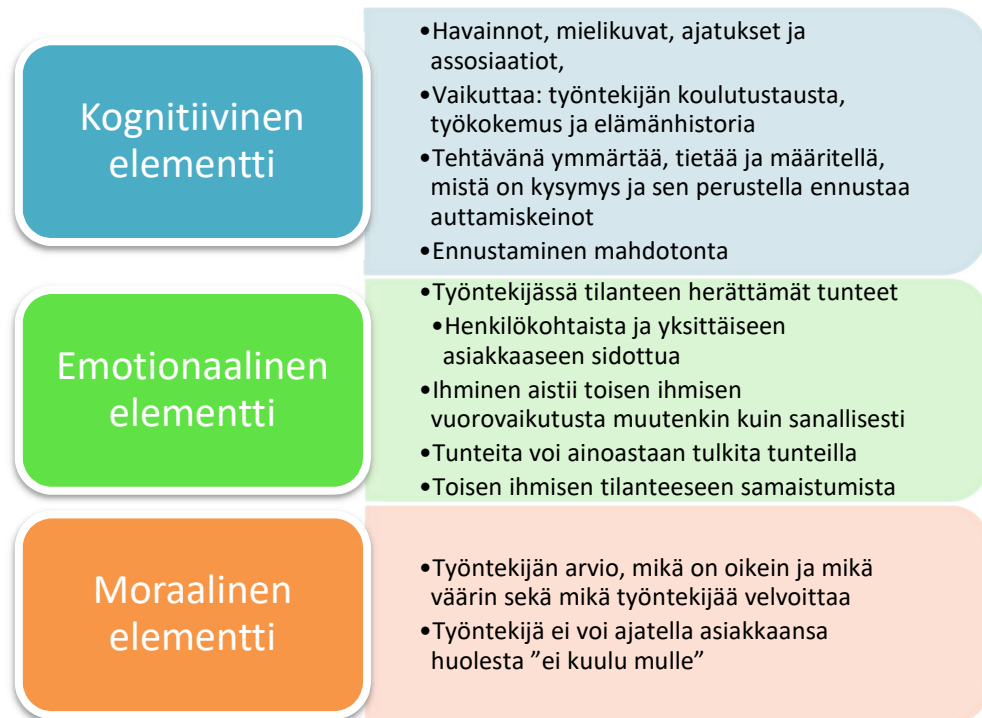 Kognitiivinen
elementti
•Havainnot, mielikuvat, ajatukset ja
assosiaatiot,
•Vaikuttaa: työntekijän koulutustausta,
työkokemus ja elämänhistoria
•Tehtävänä ymmärtää, tietää ja määritellä,
mistä on kysymys ja sen perustella ennustaa
auttamiskeinot
•Ennustaminen mahdotonta
Emotionaalinen
elementti
•Työntekijässä tilanteen herättämät tunteet
•Henkilökohtaista ja yksittäiseen
asiakkaaseen sidottua
•Ihminen aistii toisen ihmisen
vuorovaikutusta muutenkin kuin sanallisesti
•Tunteita voi ainoastaan tulkita tunteilla
•Toisen ihmisen tilanteeseen samaistumista
Moraalinen
elementti
•Työntekijän arvio, mikä on oikein ja mikä
väärin sekä mikä työntekijää velvoittaa
•Työntekijä ei voi ajatella asiakkaansa
huolesta ”ei kuulu mulle”